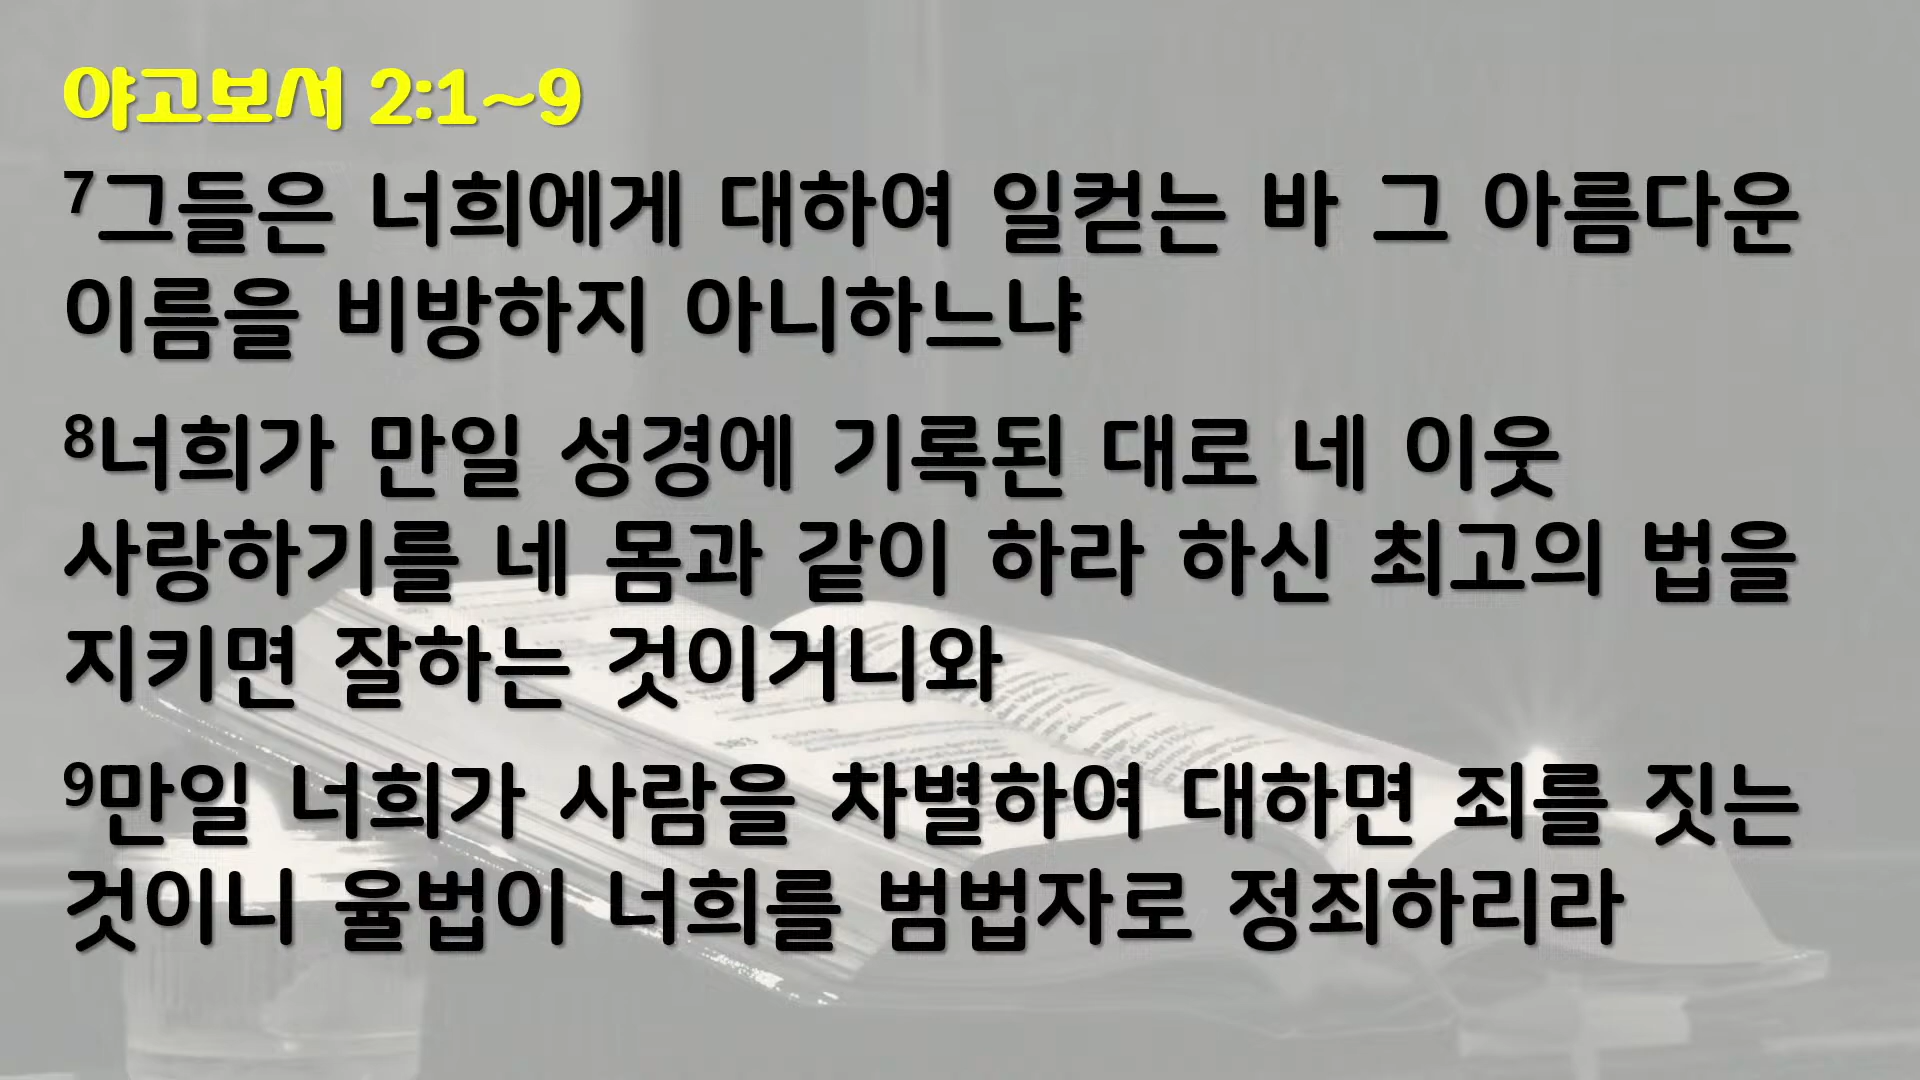 야고보서 2:1~9
7그들은 너희에게 대하여 일컫는 바 그 아름다운
이름을 비방하지 아니하느냐
8너희가 만일 성경에 기록된 대로 네 이웃
사랑하기를 네 몸과 같이 하라 하신 최고의 법을
지키면 잘하는 것이거니와
9만일 너희가 사람을 차별하여 대하면 죄를 짓는
것이니 율법이 너희를 범법자로 정죄하리라